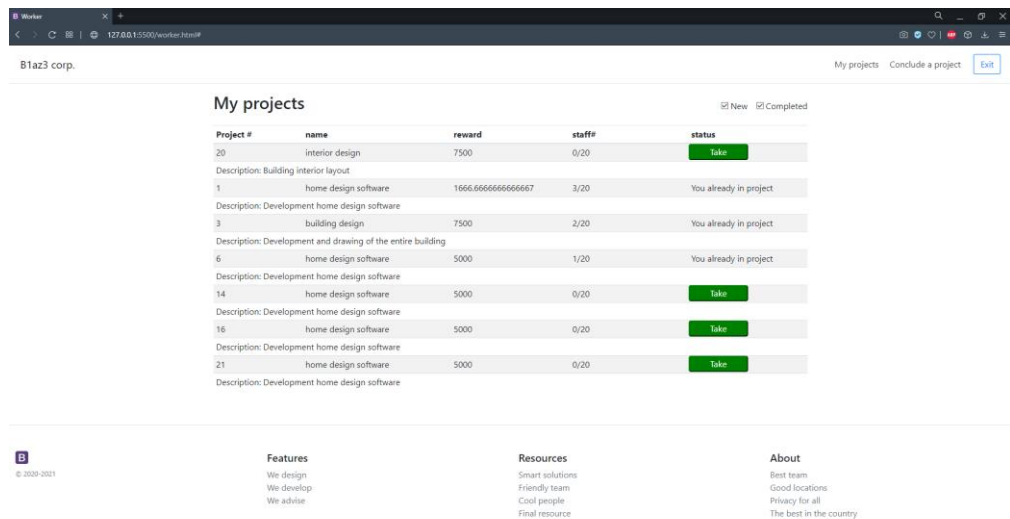 B Worker
127.0.0.1:5500/worker.html#
B1az3 corp. My projects Conclude a project Exit
My projects New Completed
Project # name reward staff# status
20 interior design 7500 0/20 Take
Description: Building interior layout
1 home design software 1666.6666666666667 3/20 You already in project
Description: Development home design software
3 building design 7500 2/20 You already in project
Description: Development and drawing of the entire building
6 home design software 5000 1/20 You already in project
Description: Development home design software
14 home design software 5000 0/20 Take
Description: Development home design software
16 home design software 5000 0/20 Take
Description: Development home design software
21 home design software 5000 0/20 Take
Description: Development home design software
B Features Resources About
© 2020-2021 We design Smart solutions Best team
We develop Friendly team Good locations
We advise Cool people Privacy for all
Final resource The best in the country